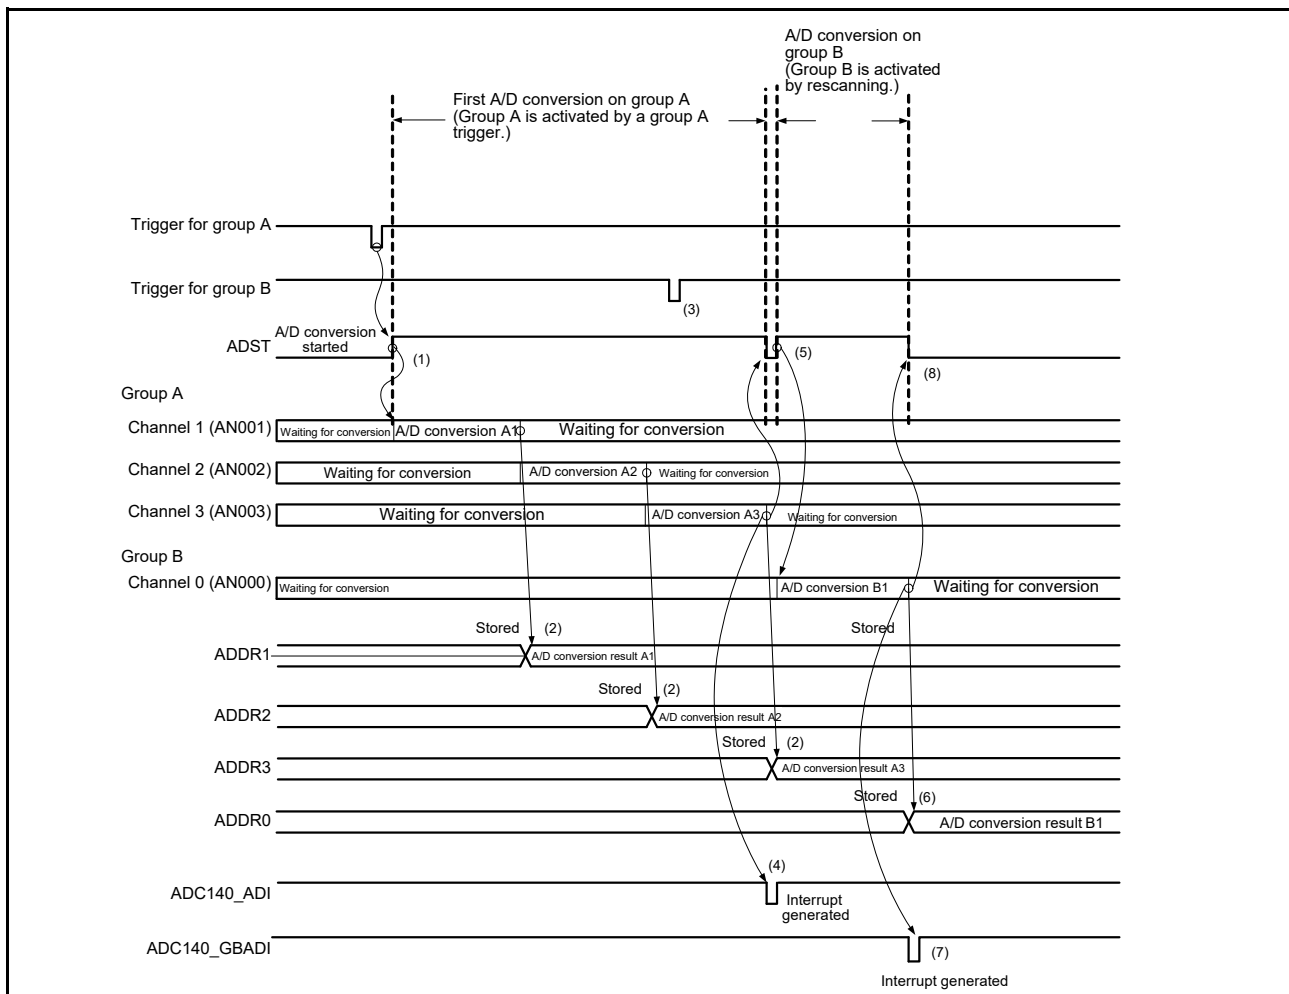 A/D conversion on
group B
(Group B is activated
by rescanning.)
First A/D conversion on group A
(Group A is activated by a group A
trigger.)
Trigger for group A
Trigger for group B
(3)
A/D conversion
started
ADST
(1)
(5)
(8)
Group A
Channel 1 (AN001)
Waiting for conversion
A/D conversion A1
Waiting for conversion
Channel 2 (AN002)
Waiting for conversion
A/D conversion A2
Waiting for conversion
Channel 3 (AN003)
Waiting for conversion
A/D conversion A3
Waiting for conversion
Group B
Channel 0 (AN000)
Waiting for conversion
A/D conversion B1
Waiting for conversion
Stored
(2)
Stored
ADDR1
A/D conversion result A1
Stored
(2)
ADDR2
A/D conversion result A2
Stored
(2)
ADDR3
A/D conversion result A3
Stored
(6)
ADDR0
A/D conversion result B1
(4)
ADC140_ADI
Interrupt
generated
ADC140_GBADI
(7)
Interrupt generated